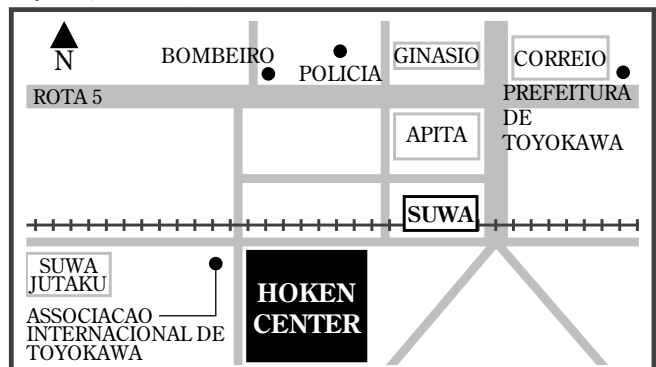 N
BOMBEIRO
POLICIA
GINASIO
CORREIO
ROTA 5
PREFEITURA
DE
TOYOKAWA
APITA
SUWA
SUWA
JUTAKU
ASSOCIACAO
INTERNACIONAL DE
TOYOKAWA
HOKEN
CENTER